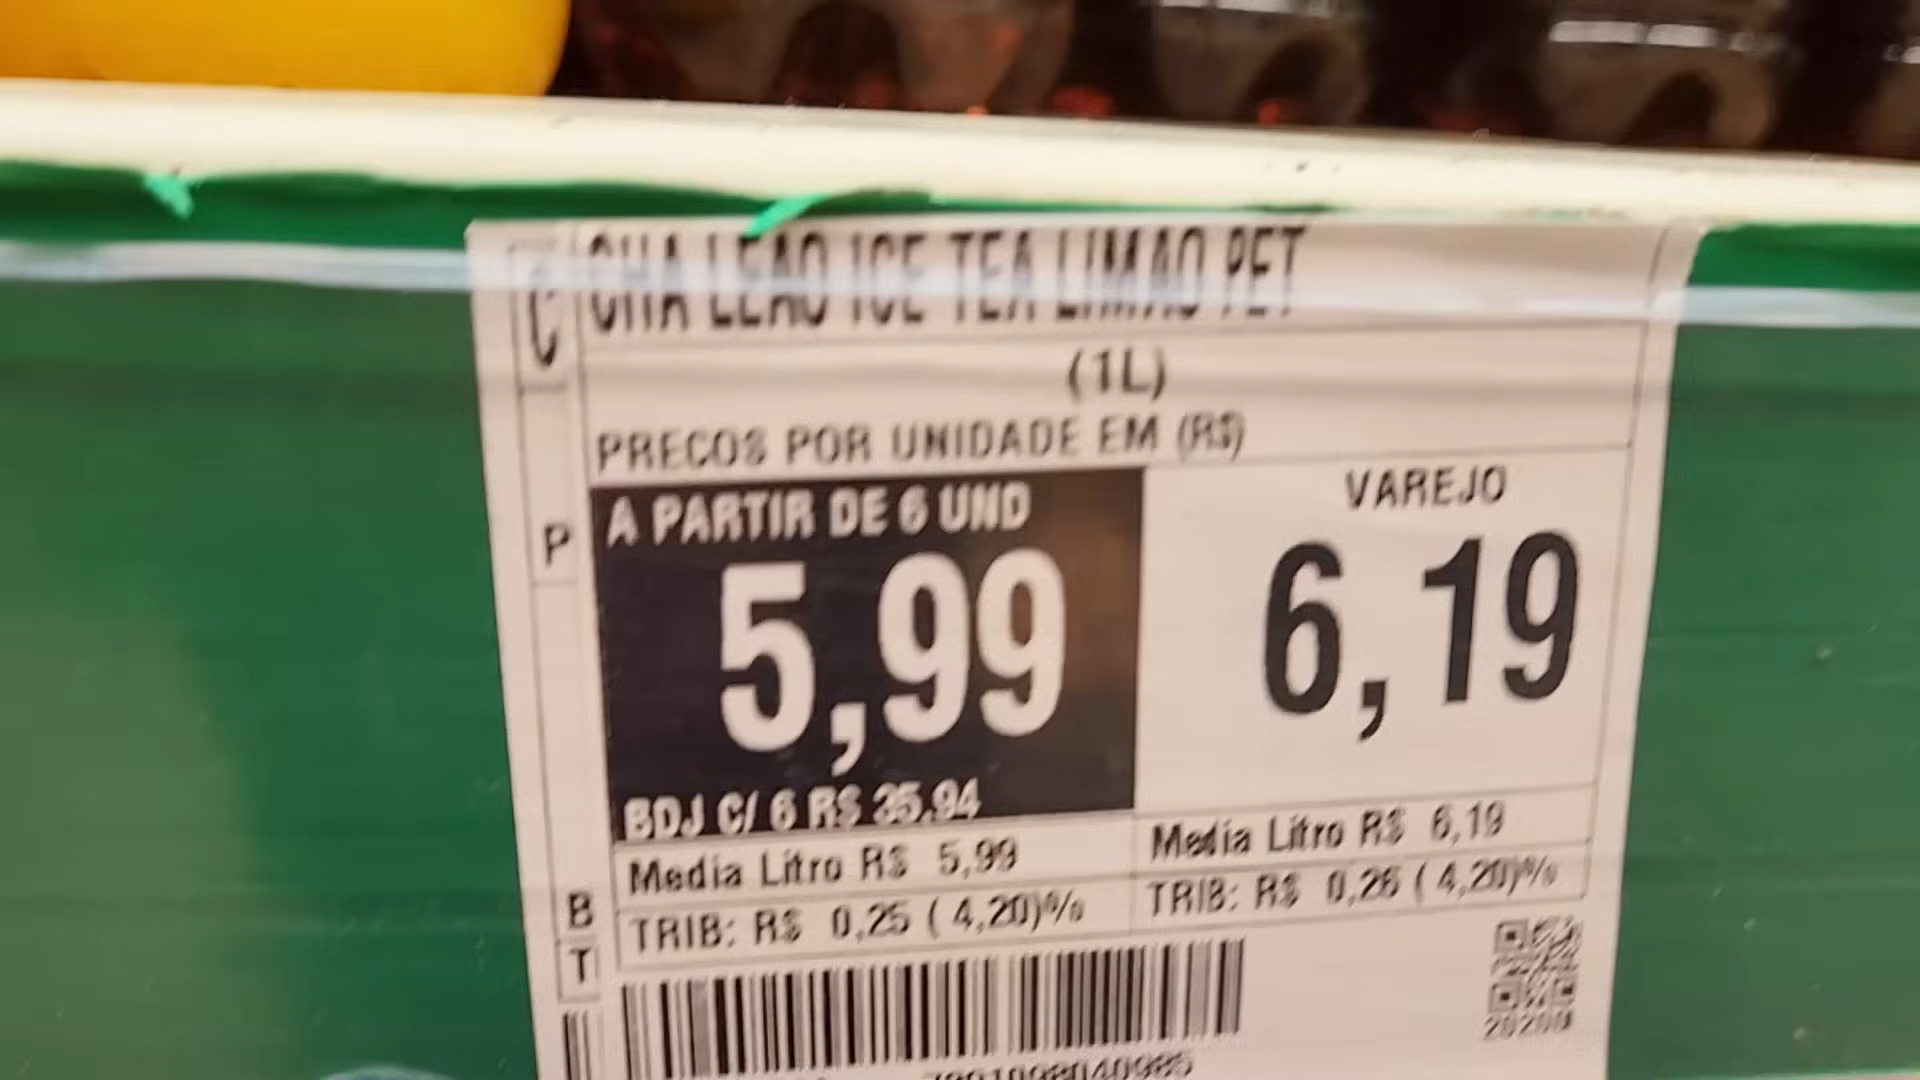 CHA LEAO ICE TEA LIMAO PET
(1L)
PRECOS POR UNIDADE EM (R$)
A PARTIR DE 6 UND
5,99
BDJ C/ 6 R$ 35,94
Media Litro R$ 5,99
TRIB: R$ 0,25 ( 4,20)%
VAREJO
6,19
Media Litro R$ 6,19
TRIB: R$ 0,26 ( 4,20)%
C
P
B
T